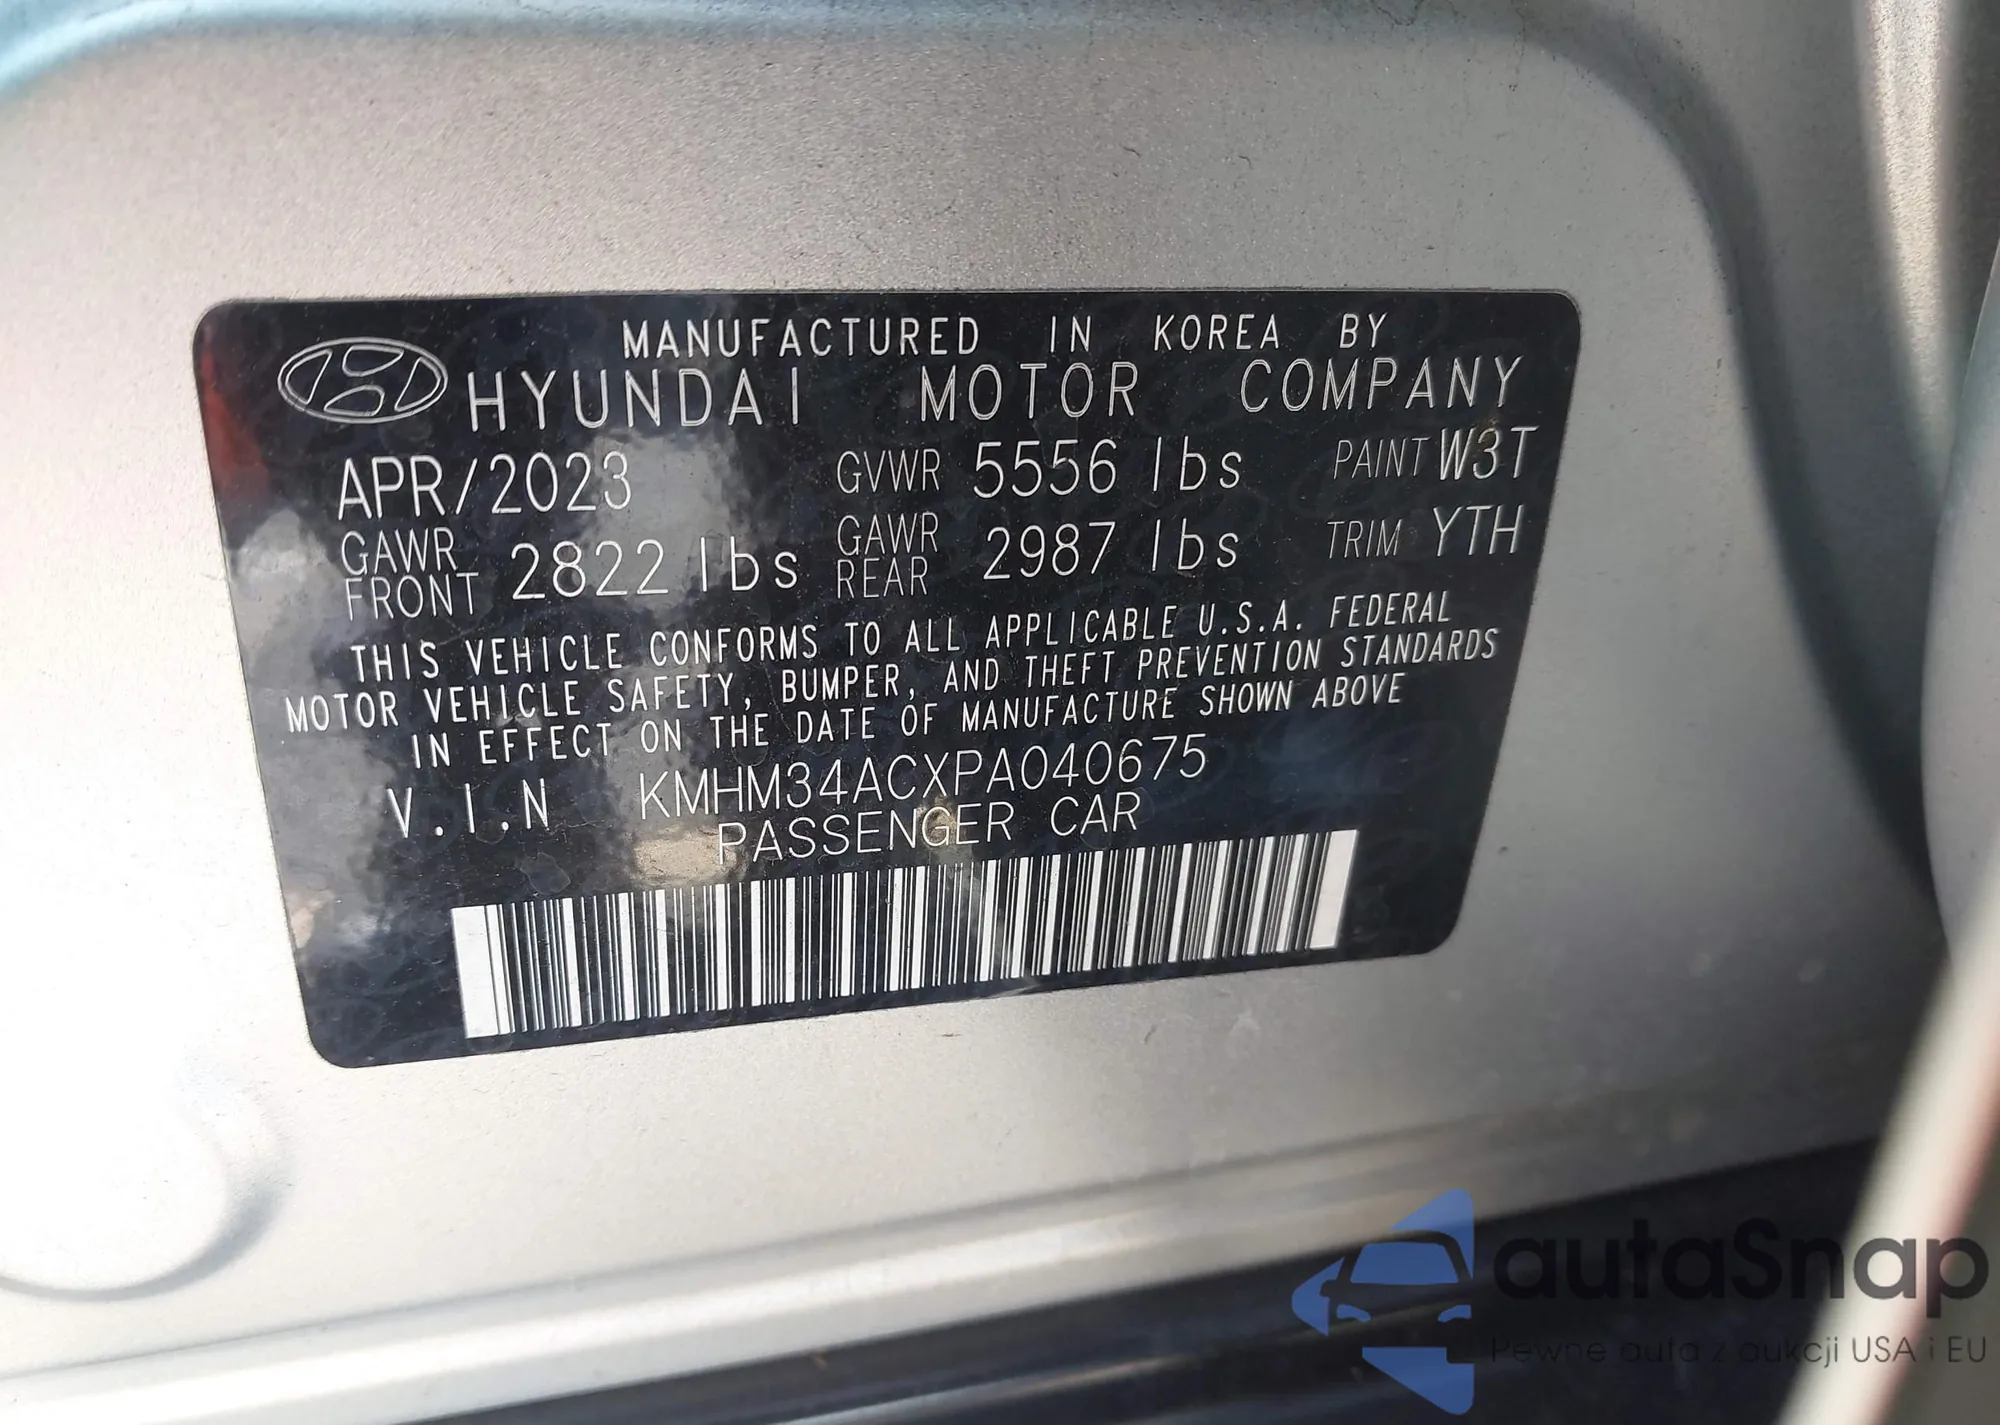 MANUFACTURED IN KOREA BY
HYUNDAI MOTOR COMPANY
APR/2023 GVWR 5556 lbs PAINT W3T
GAWR FRONT 2822 lbs GAWR REAR 2987 lbs TRIM YTH
THIS VEHICLE CONFORMS TO ALL APPLICABLE U.S.A. FEDERAL
MOTOR VEHICLE SAFETY, BUMPER, AND THEFT PREVENTION STANDARDS
IN EFFECT ON THE DATE OF MANUFACTURE SHOWN ABOVE
V.I.N KMHM34ACXPA040675
PASSENGER CAR
autaSnap
Pewne auta z aukcji USA i EU